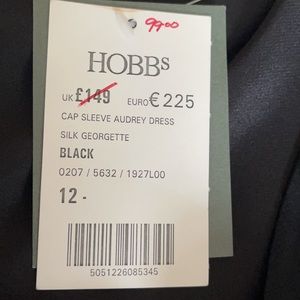 99.00
HOBBS
UK £149 EURO € 225
CAP SLEEVE AUDREY DRESS
SILK GEORGETTE
BLACK
0207 / 5632 / 1927L00
12 -
5051226085345